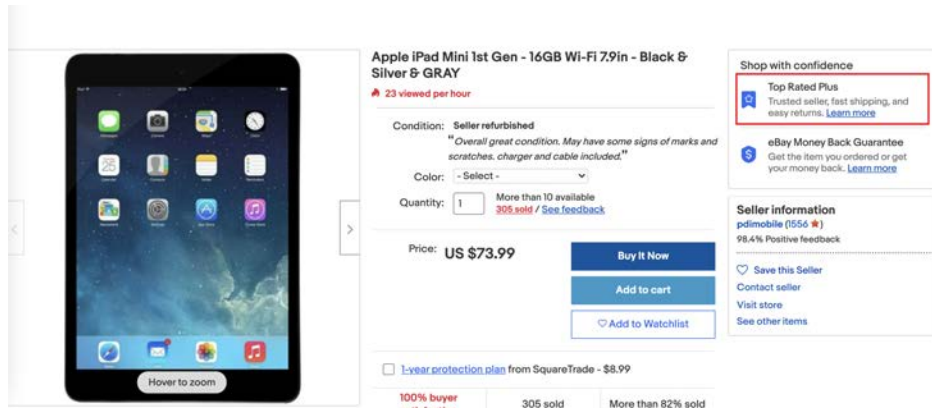 Apple iPad Mini 1st Gen - 16GB Wi-Fi 7.9in - Black &
Silver & GRAY
23 viewed per hour
Condition: Seller refurbished
"Overall great condition. May have some signs of marks and
scratches. charger and cable included."
Color: - Select -
Quantity: 1 More than 10 available
305 sold / See feedback
Price: US $73.99
Buy It Now
Add to cart
Add to Watchlist
1-year protection plan from SquareTrade - $8.99
100% buyer
305 sold
More than 82% sold
Hover to zoom
Shop with confidence
Top Rated Plus
Trusted seller, fast shipping, and
easy returns. Learn more
eBay Money Back Guarantee
Get the item you ordered or get
your money back. Learn more
Seller information
pdimobile (1556)
98.4% Positive feedback
Save this Seller
Contact seller
Visit store
See other items